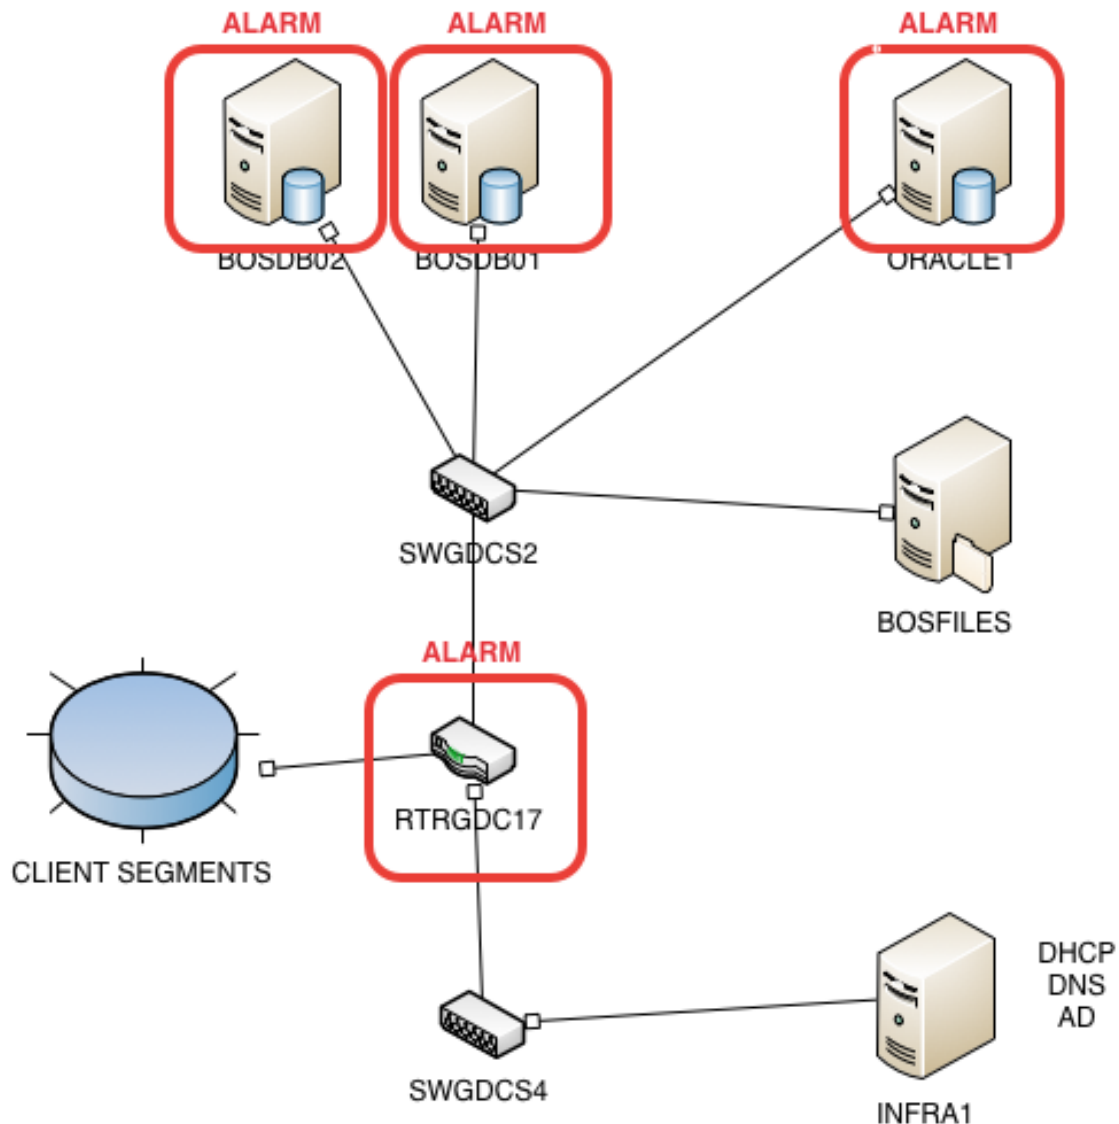 ALARM
ALARM
ALARM
BOSDB02
BOSDB01
ORACLE1
SWGDCS2
BOSFILES
ALARM
RTRGDC17
CLIENT SEGMENTS
SWGDCS4
DHCP
DNS
AD
INFRA1